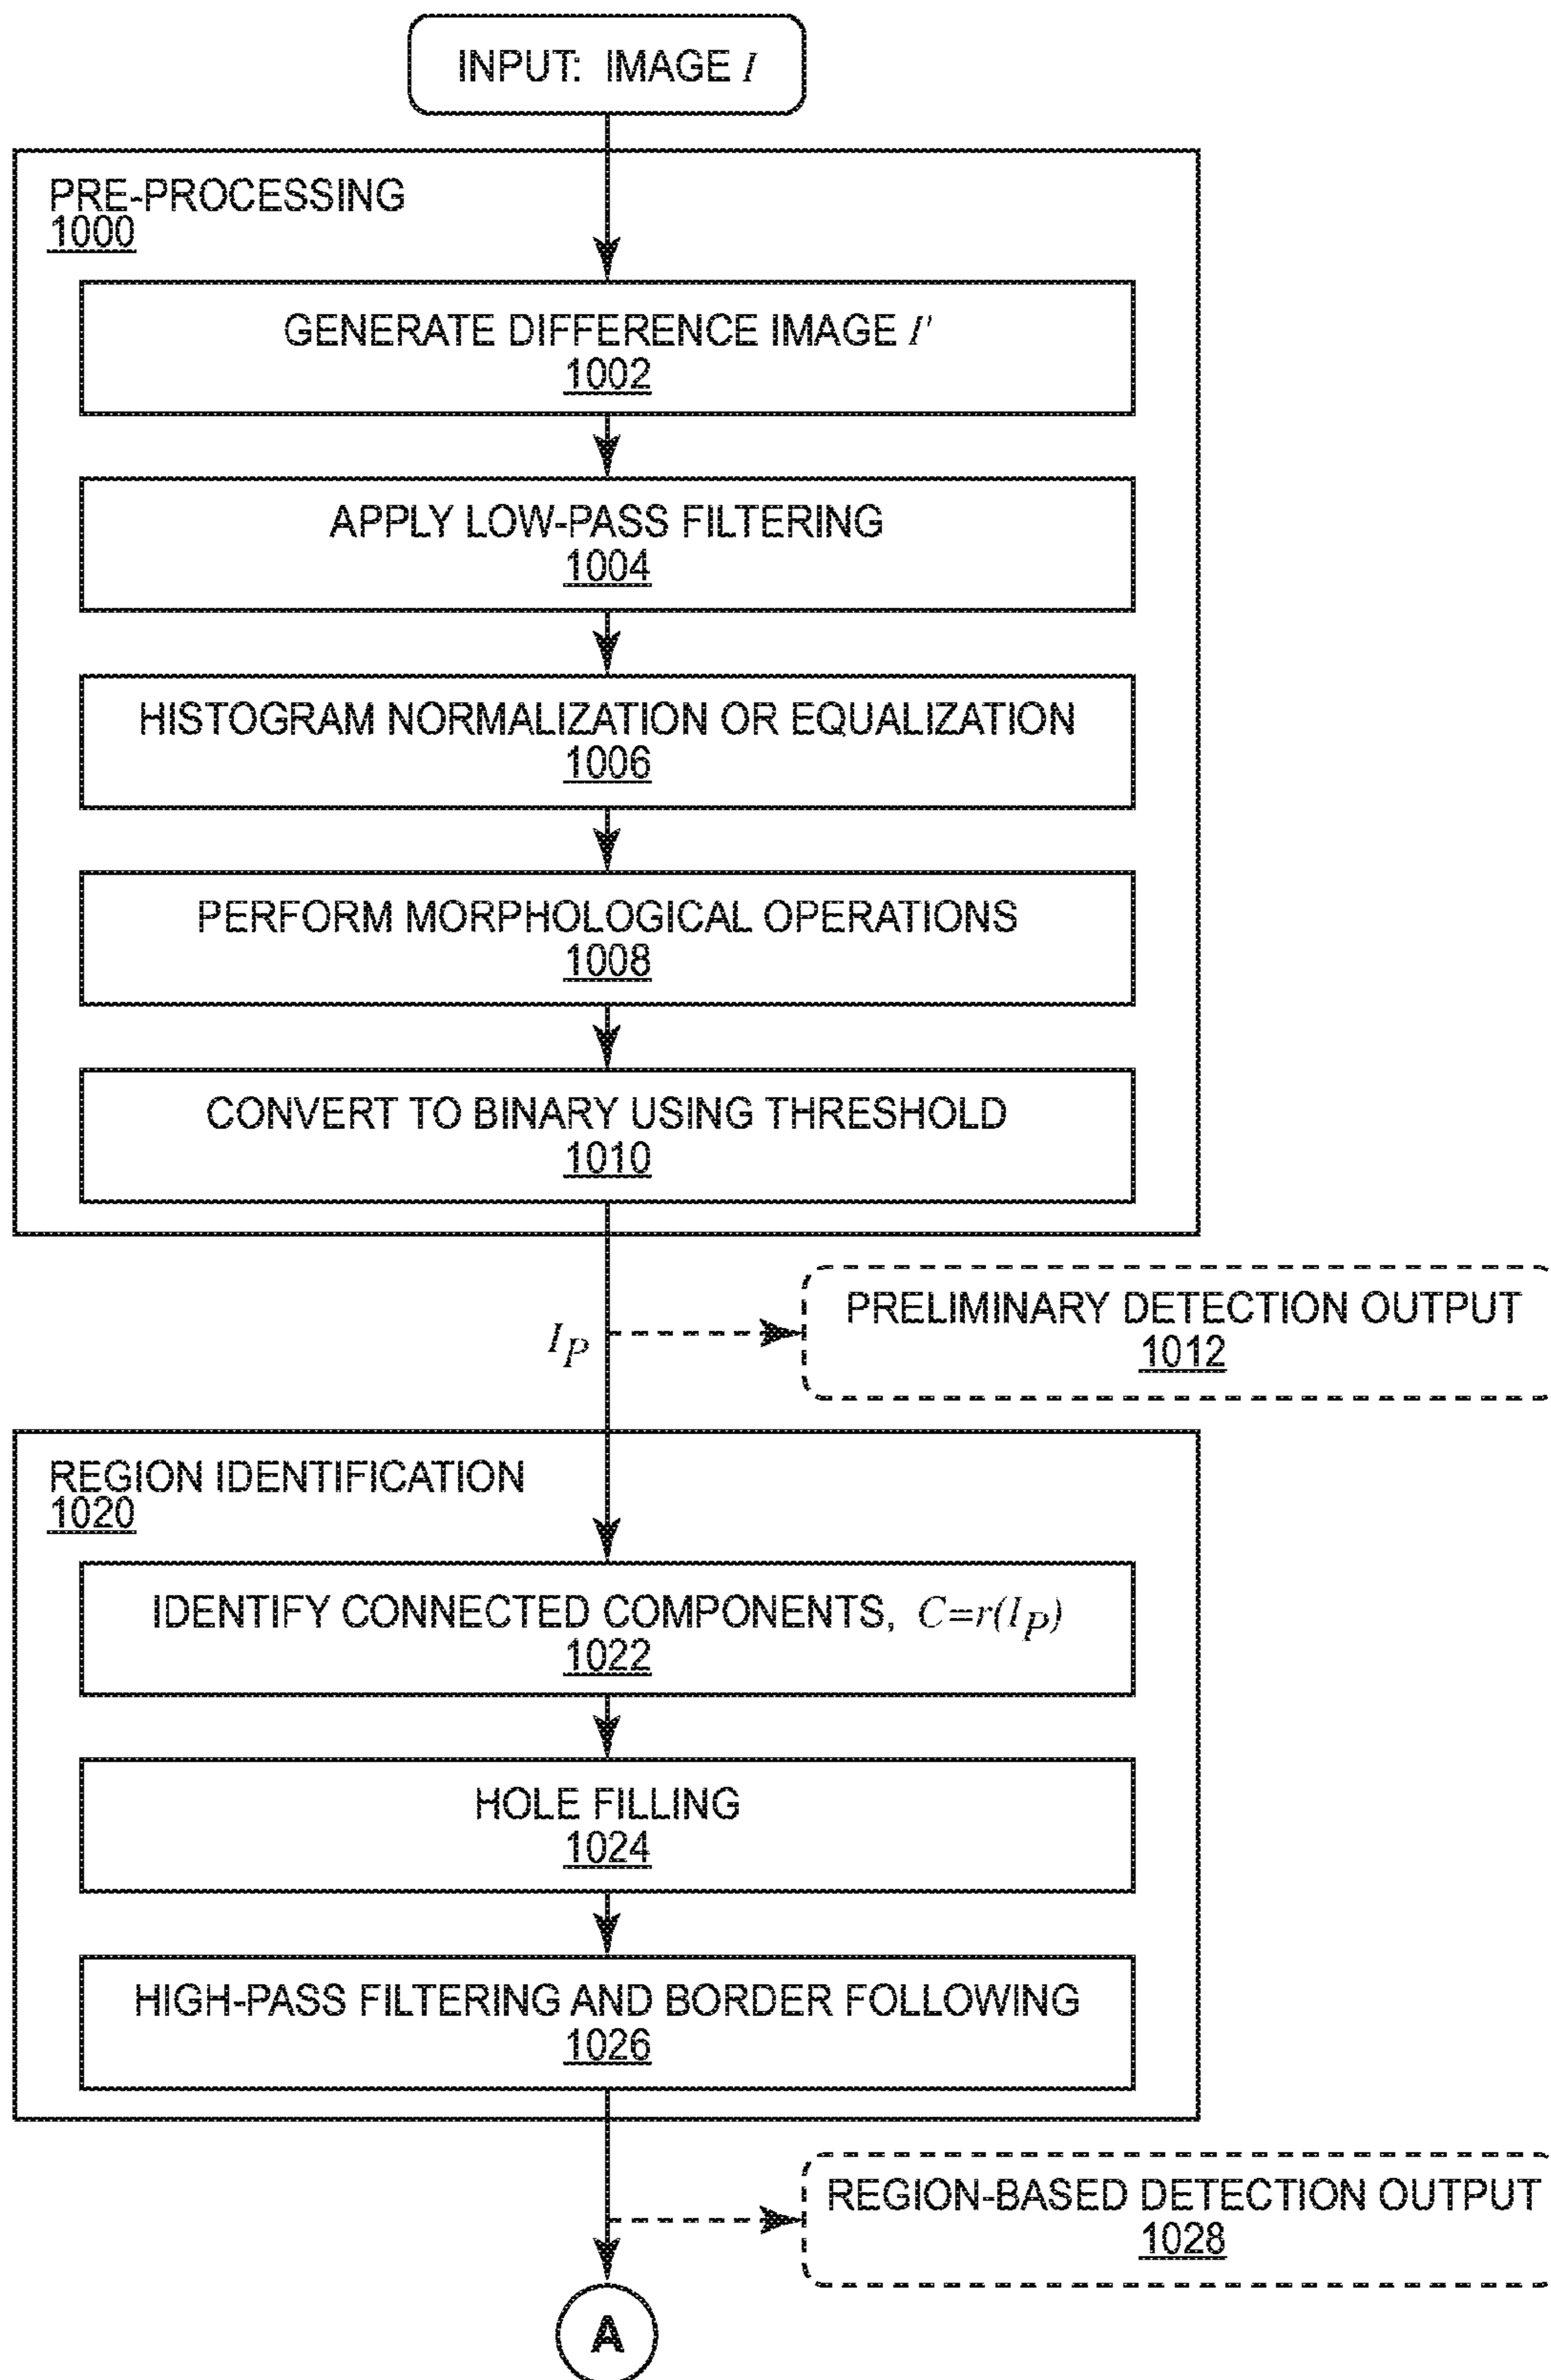 INPUT: IMAGE I
PRE-PROCESSING
1000
GENERATE DIFFERENCE IMAGE I'
1002
APPLY LOW-PASS FILTERING
1004
HISTOGRAM NORMALIZATION OR EQUALIZATION
1006
PERFORM MORPHOLOGICAL OPERATIONS
1008
CONVERT TO BINARY USING THRESHOLD
1010
PRELIMINARY DETECTION OUTPUT
1012
I_P
REGION IDENTIFICATION
1020
IDENTIFY CONNECTED COMPONENTS, C=r(I_P)
1022
HOLE FILLING
1024
HIGH-PASS FILTERING AND BORDER FOLLOWING
1026
REGION-BASED DETECTION OUTPUT
1028
A